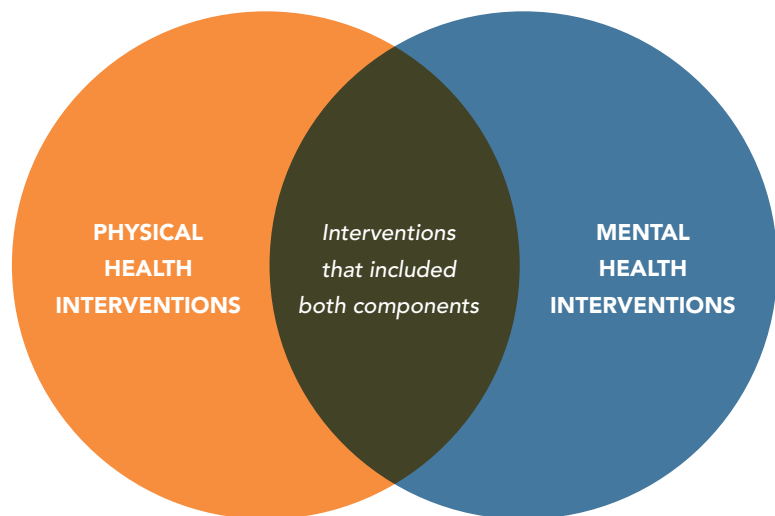 PHYSICAL
HEALTH
INTERVENTIONS
Interventions
that included
both components
MENTAL
HEALTH
INTERVENTIONS